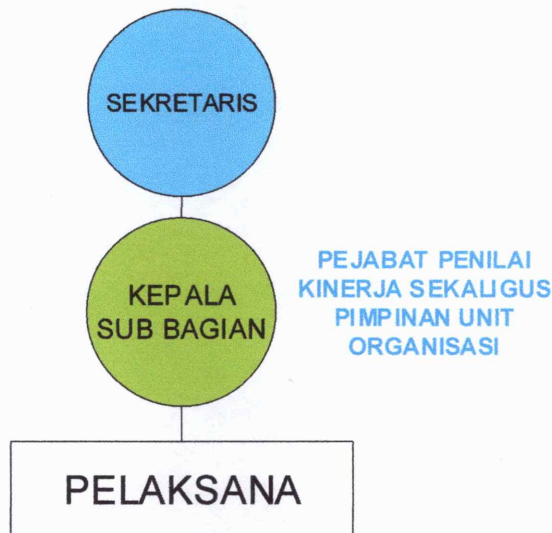 SEKRETARIS
KEPALA
SUB BAGIAN
PEJABAT PENILAI
KINERJA SEKALIGUS
PIMPINAN UNIT
ORGANISASI
PELAKSANA